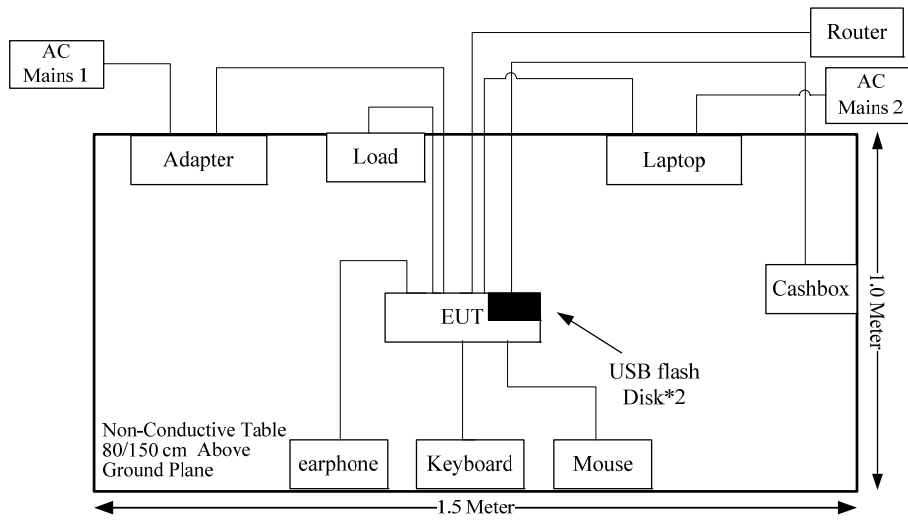 Router
AC
Mains 1
AC
Mains 2
Adapter
Load
Laptop
Cashbox
1.0 Meter
EUT
USB flash
Disk*2
Non-Conductive Table
80/150 cm Above
Ground Plane
earphone
Keyboard
Mouse
1.5 Meter